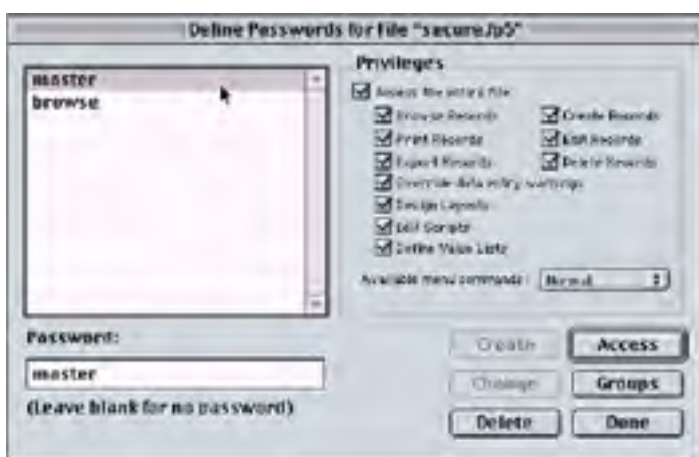 Define Passwords for File "secure.fp5"
master
browse
Privileges
Access the entire file
Browse Records
Create Records
Print Records
Edit Records
Export Records
Delete Records
Override data entry warnings
Design Layouts
Edit Scripts
Define Value Lists
Available menu commands: Normal
Password:
master
(Leave blank for no password)
Create
Access
Change
Groups
Delete
Done